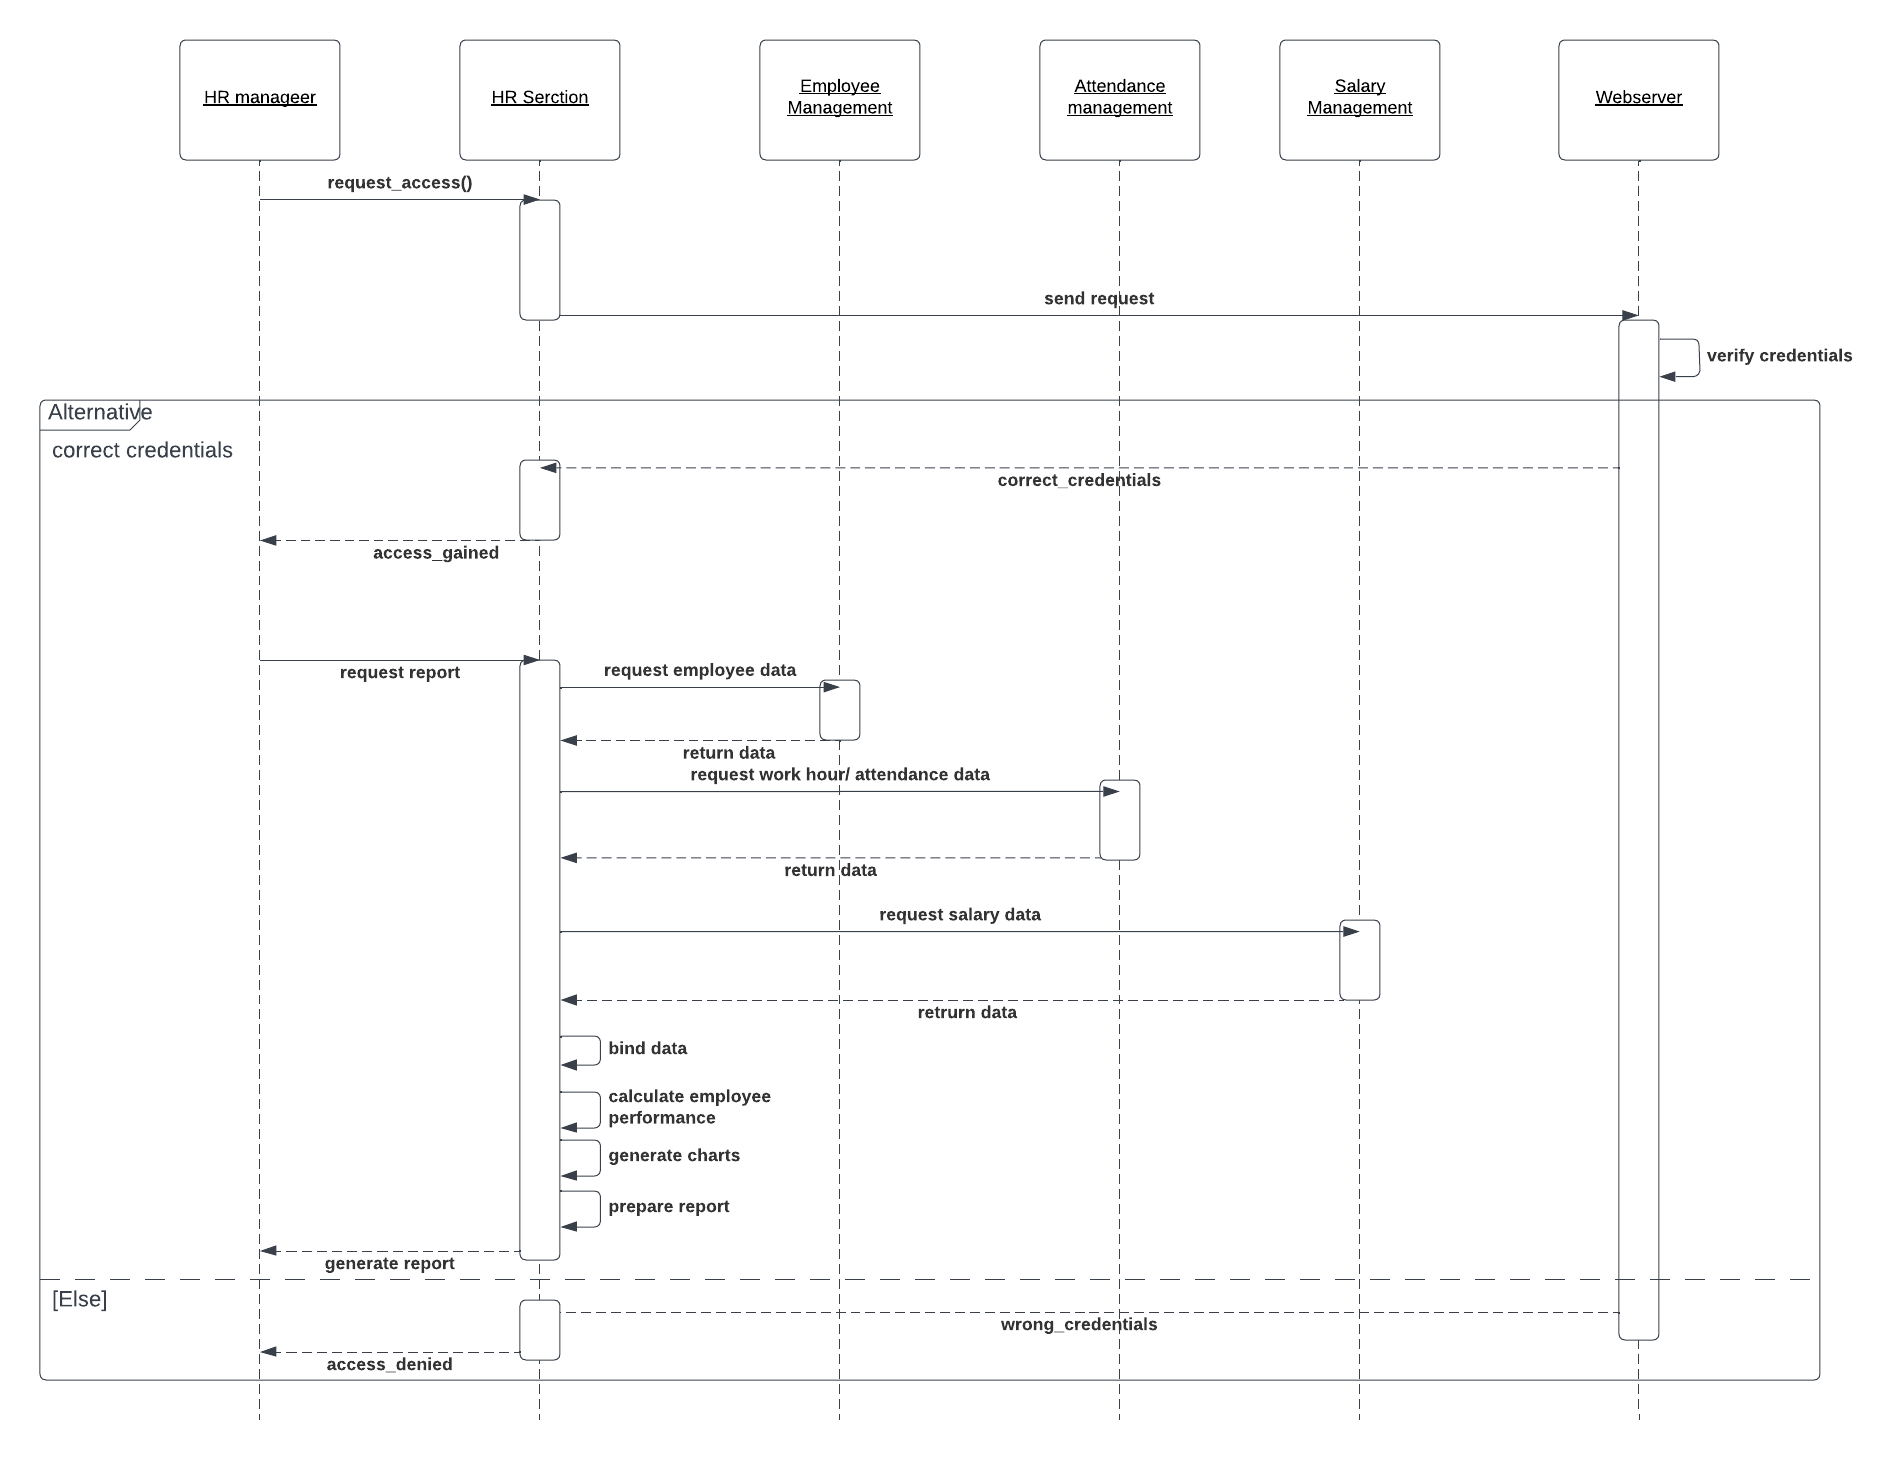 HR manageer
HR Serction
Employee
Management
Attendance
management
Salary
Management
Webserver
request_access()
send request
verify credentials
Alternative
correct credentials
correct_credentials
access_gained
request report
request employee data
return data
request work hour/ attendance data
return data
request salary data
retrurn data
bind data
calculate employee
performance
generate charts
prepare report
generate report
[Else]
wrong_credentials
access_denied